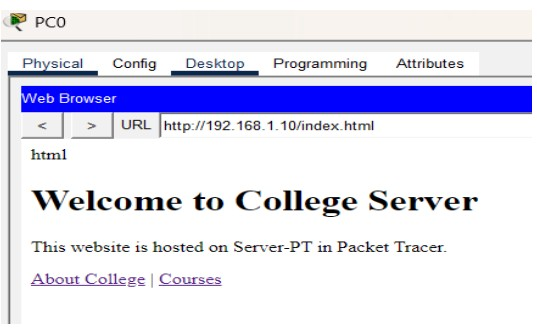 PC0
Physical Config Desktop Programming Attributes
Web Browser
< > URL http://192.168.1.10/index.html
html
Welcome to College Server
This website is hosted on Server-PT in Packet Tracer.
About College | Courses